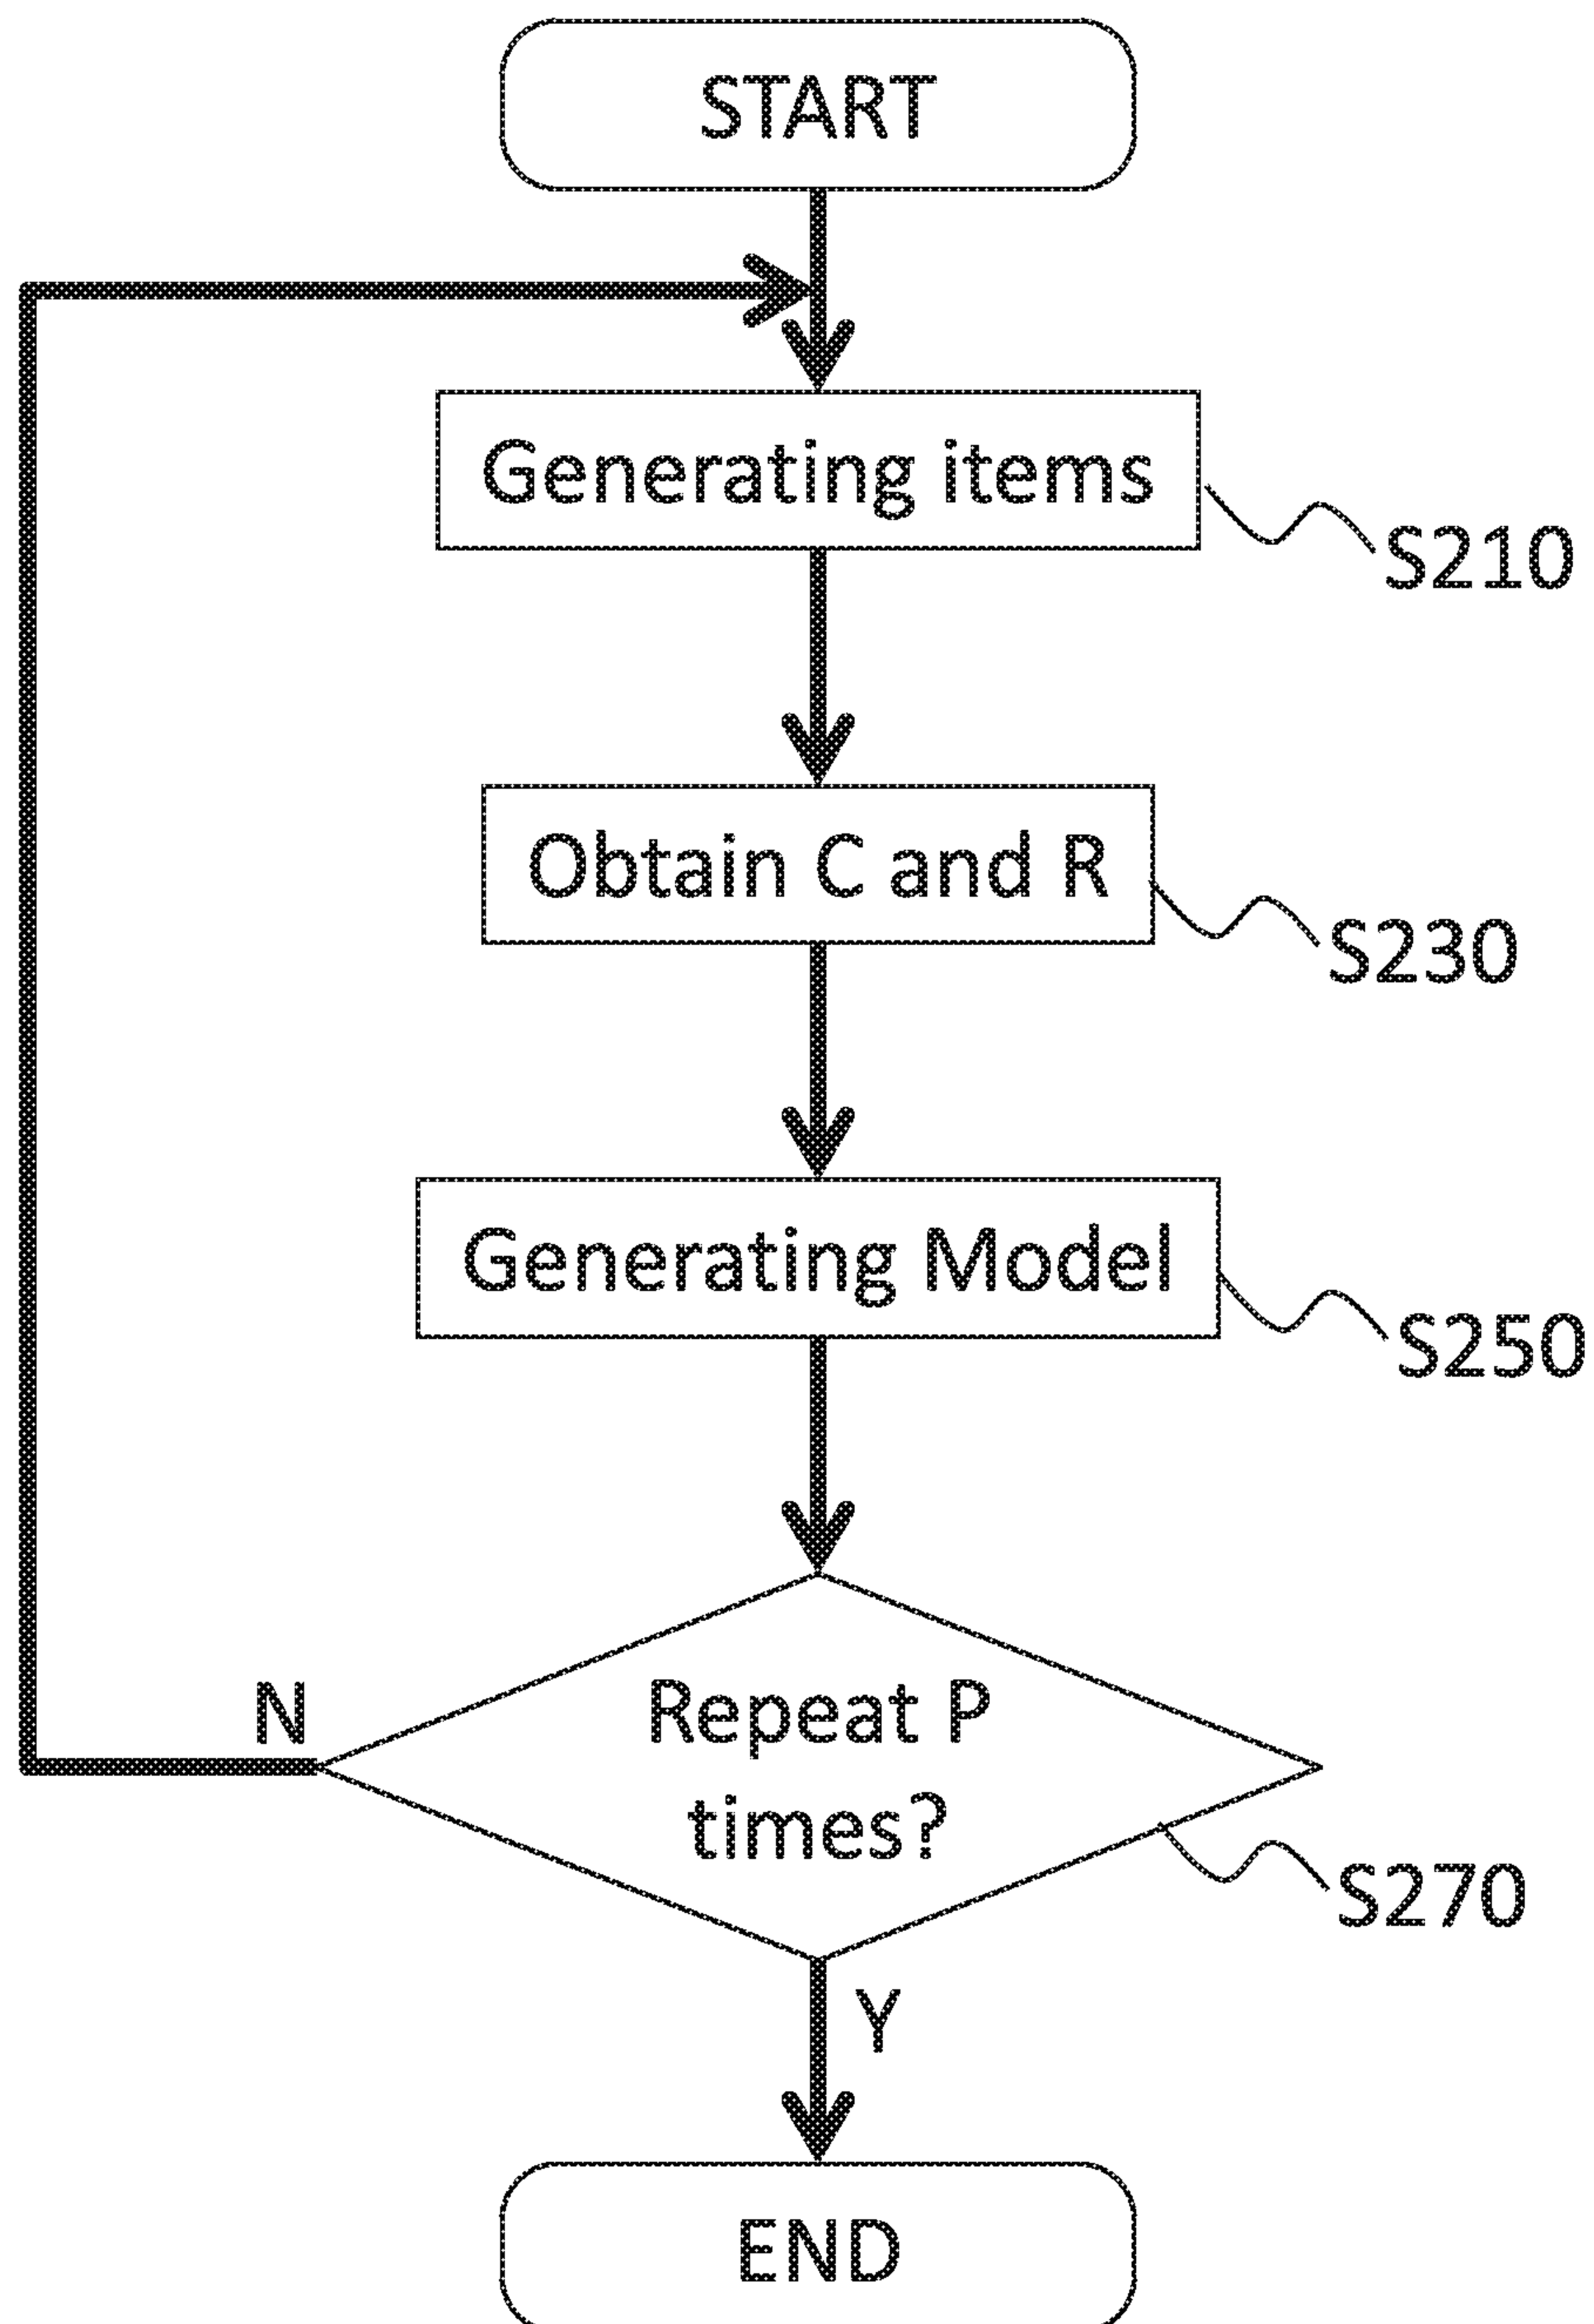 START
Generating items
S210
Obtain C and R
S230
Generating Model
S250
N
Repeat P
times?
S270
Y
END